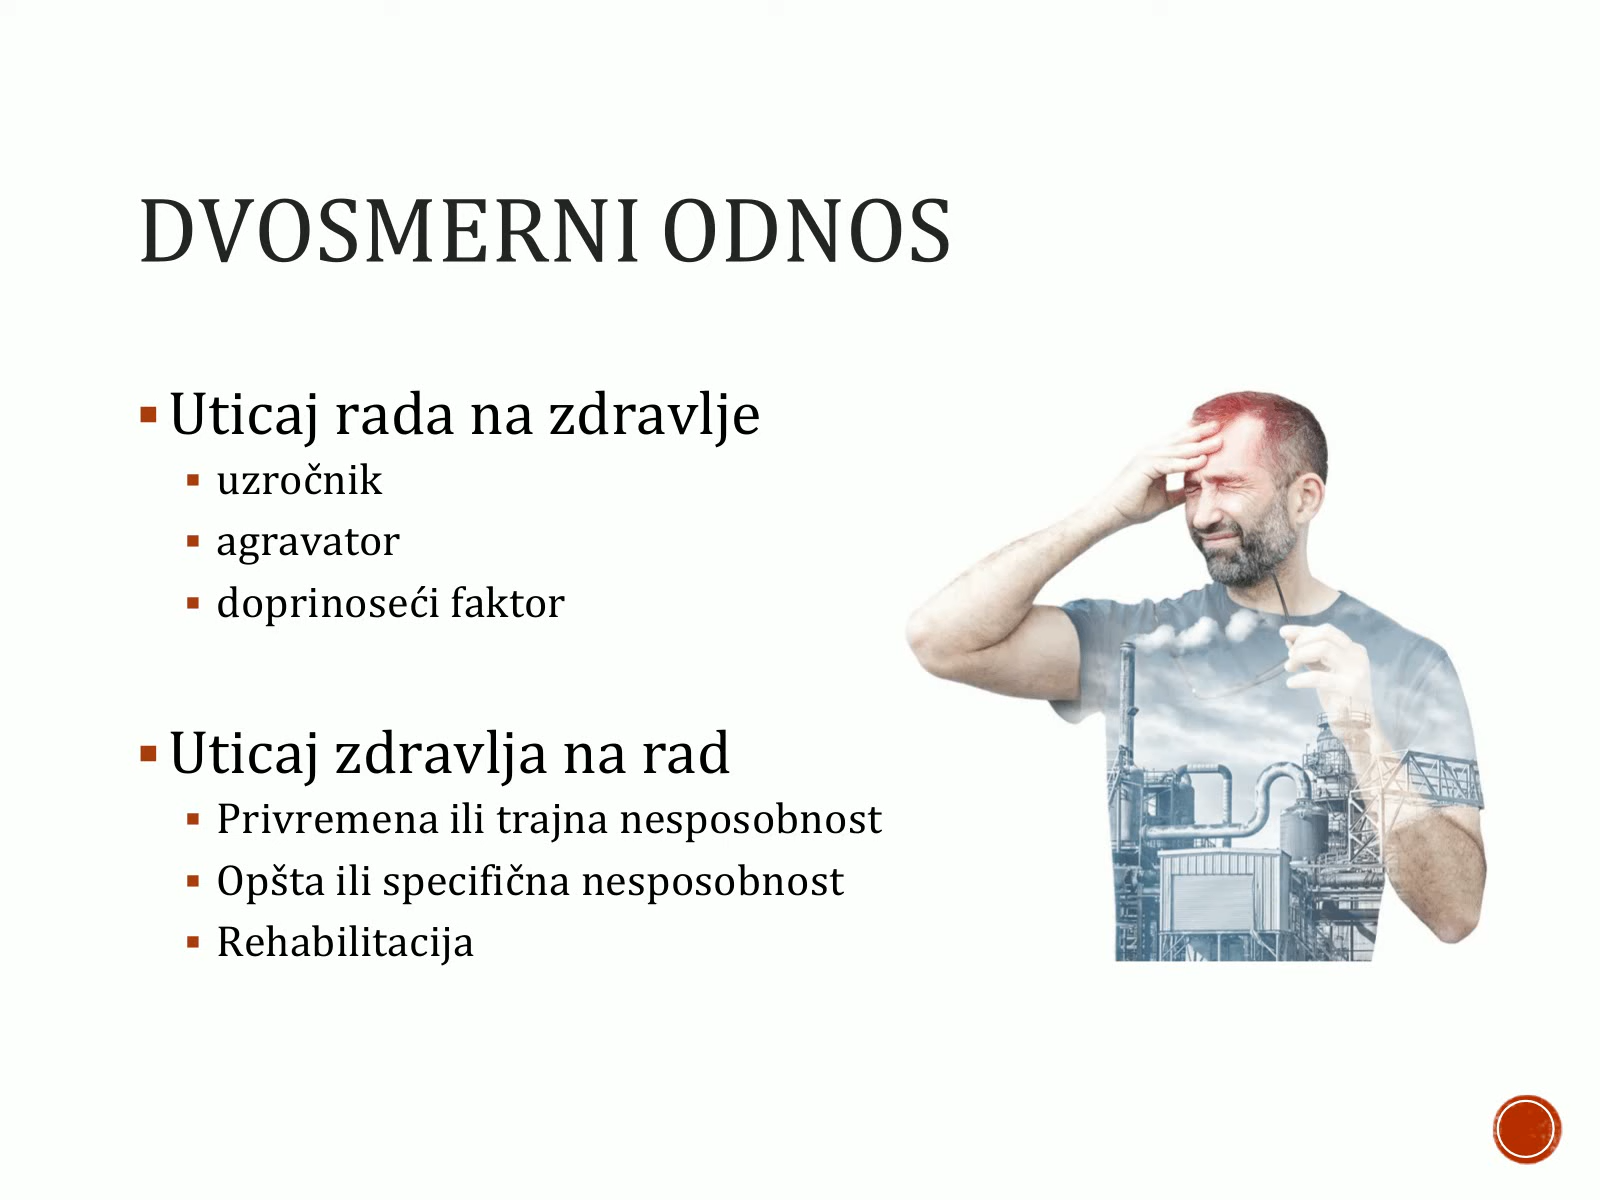 DVOSMERNI ODNOS
Uticaj rada na zdravlje
uzročnik
agravator
doprinoseći faktor
Uticaj zdravlja na rad
Privremena ili trajna nesposobnost
Opšta ili specifična nesposobnost
Rehabilitacija